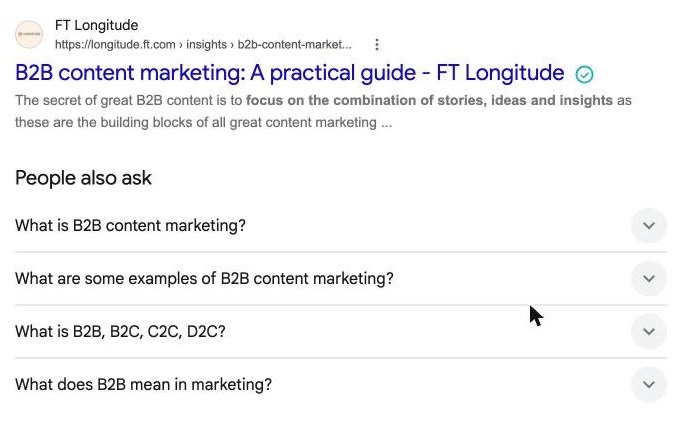 FT Longitude
https://longitude.ft.com › insights › b2b-content-market...
B2B content marketing: A practical guide - FT Longitude
The secret of great B2B content is to focus on the combination of stories, ideas and insights as
these are the building blocks of all great content marketing ...
People also ask
What is B2B content marketing?
What are some examples of B2B content marketing?
What is B2B, B2C, C2C, D2C?
What does B2B mean in marketing?